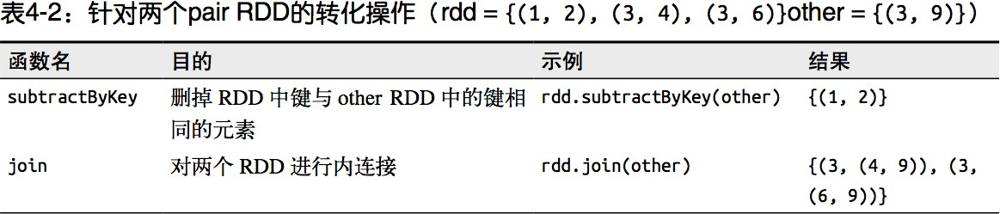 表4-2：针对两个pair RDD的转化操作（rdd = {(1, 2), (3, 4), (3, 6)}other = {(3, 9)}）
函数名 目的 示例 结果
subtractByKey 删掉 RDD 中键与 other RDD 中的键相 rdd.subtractByKey(other) {(1, 2)}
同的元素
join 对两个 RDD 进行内连接 rdd.join(other) {(3, (4, 9)), (3,
(6, 9))}